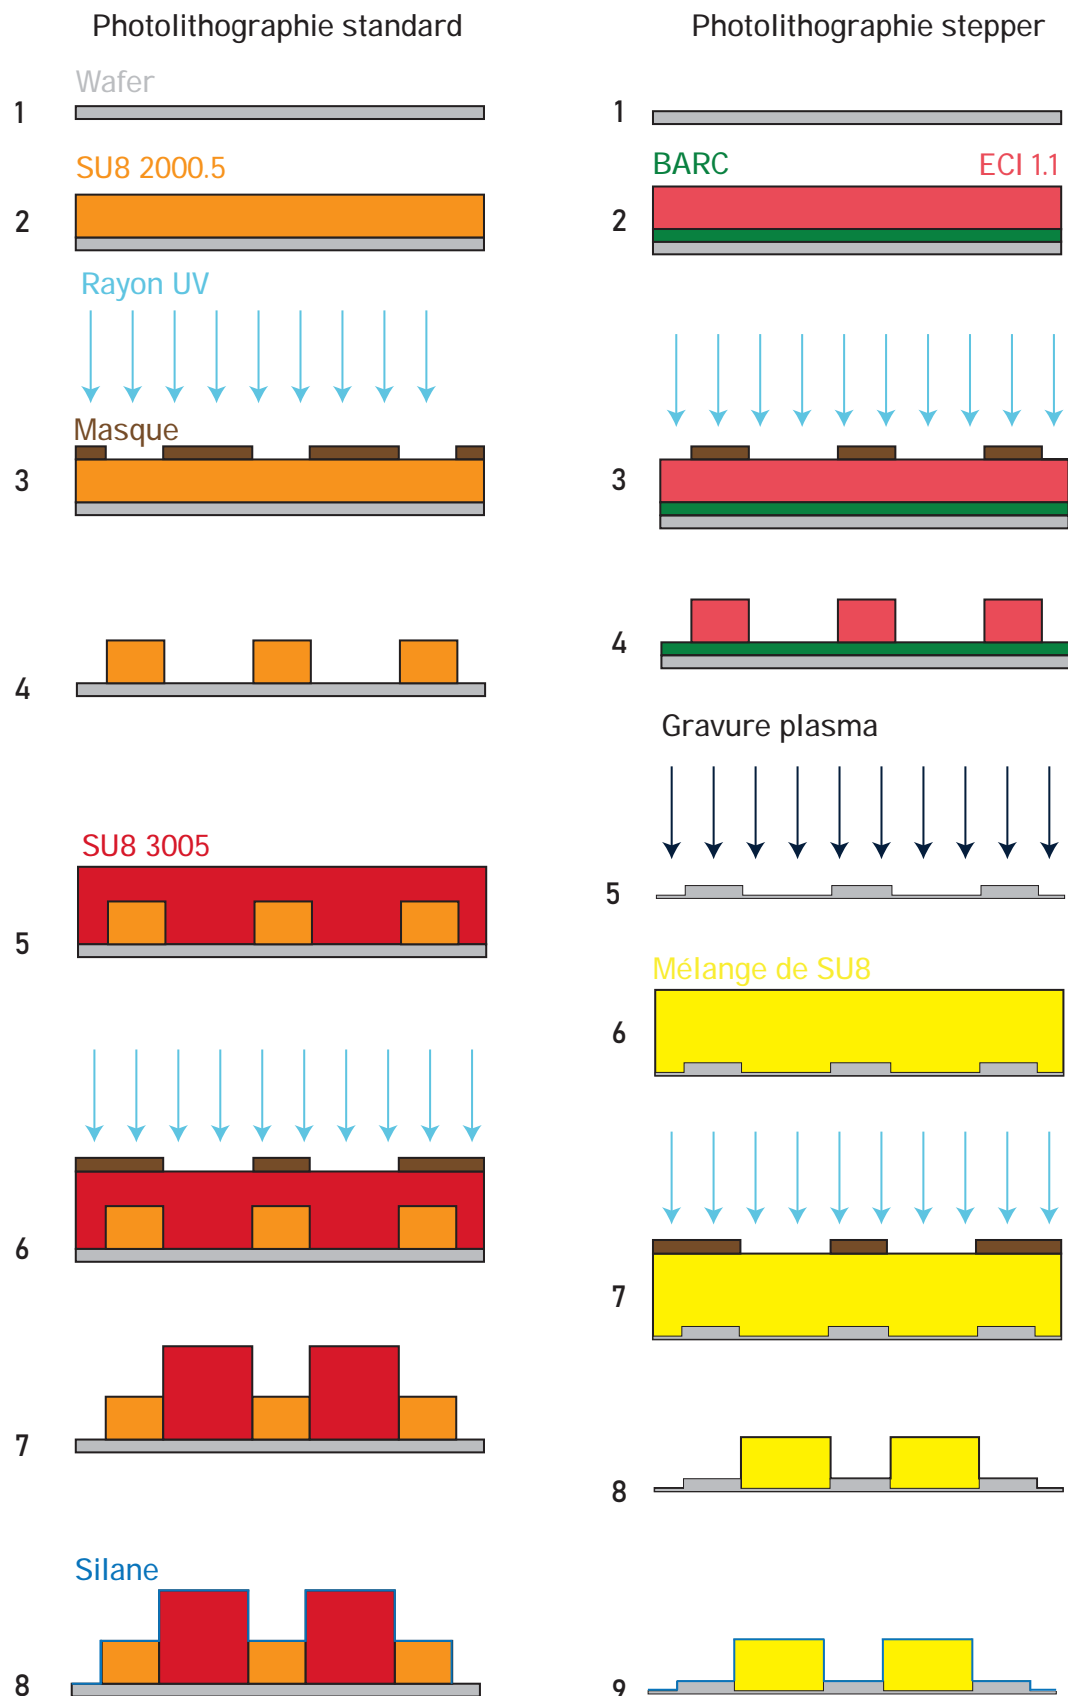 Photolithographie standard
Wafer
1
SU8 2000.5
2
Rayon UV
Masque
3
4
SU8 3005
5
6
7
Silane
8
Photolithographie stepper
1
BARC
ECI 1.1
2
3
4
Gravure plasma
5
Mélange de SU8
6
7
8
9